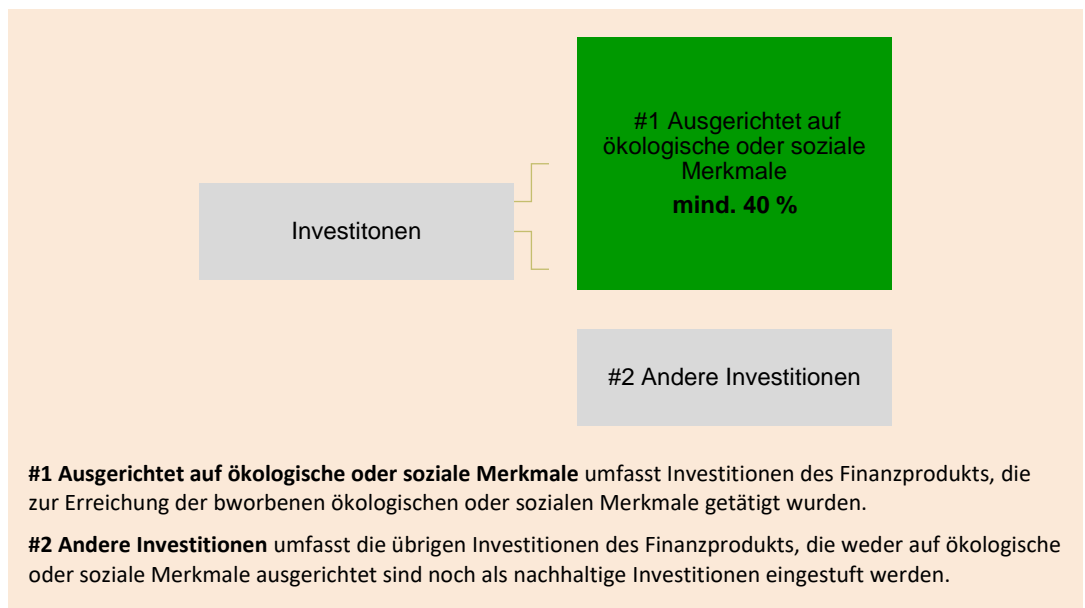 #1 Ausgerichtet auf
ökologische oder soziale
Merkmale
mind. 40 %
Investitonen
#2 Andere Investitionen
#1 Ausgerichtet auf ökologische oder soziale Merkmale umfasst Investitionen des Finanzprodukts, die
zur Erreichung der bworbenen ökologischen oder sozialen Merkmale getätigt wurden.
#2 Andere Investitionen umfasst die übrigen Investitionen des Finanzprodukts, die weder auf ökologische
oder soziale Merkmale ausgerichtet sind noch als nachhaltige Investitionen eingestuft werden.